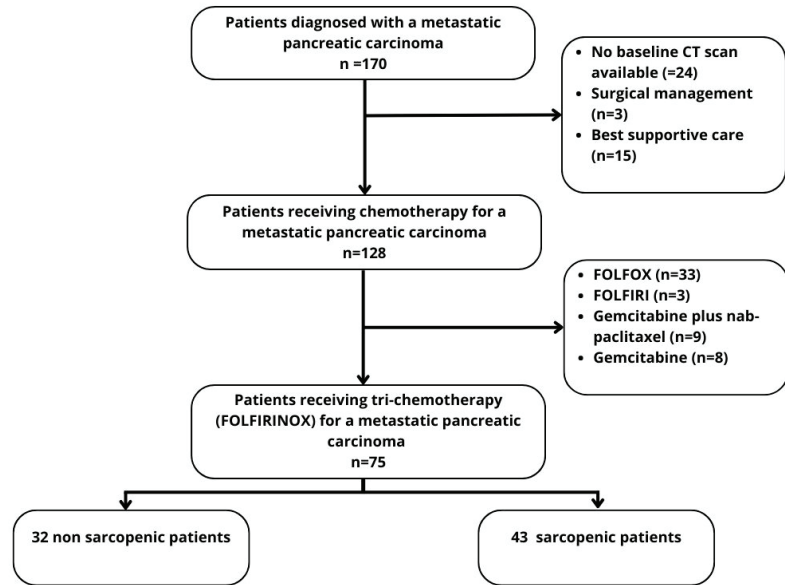 Patients diagnosed with a metastatic
pancreatic carcinoma
n =170
• No baseline CT scan
available (=24)
• Surgical management
(n=3)
• Best supportive care
(n=15)
Patients receiving chemotherapy for a
metastatic pancreatic carcinoma
n=128
• FOLFOX (n=33)
• FOLFIRI (n=3)
• Gemcitabine plus nab-
paclitaxel (n=9)
• Gemcitabine (n=8)
Patients receiving tri-chemotherapy
(FOLFIRINOX) for a metastatic pancreatic
carcinoma
n=75
32 non sarcopenic patients
43 sarcopenic patients